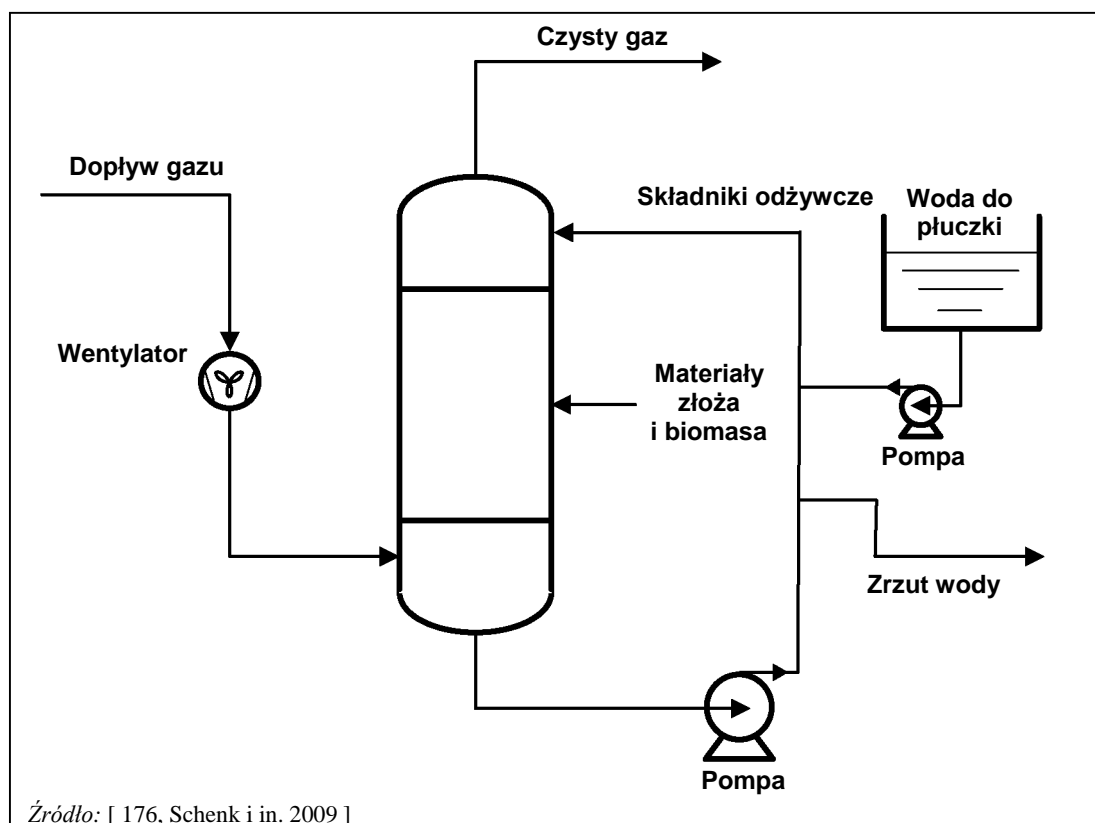 Czysty gaz
Dopływ gazu
Składniki odżywcze
Woda do
płuczki
Wentylator
Materiały
złoża
i biomasa
Pompa
Zrzut wody
Pompa
Źródło: [ 176, Schenk i in. 2009 ]